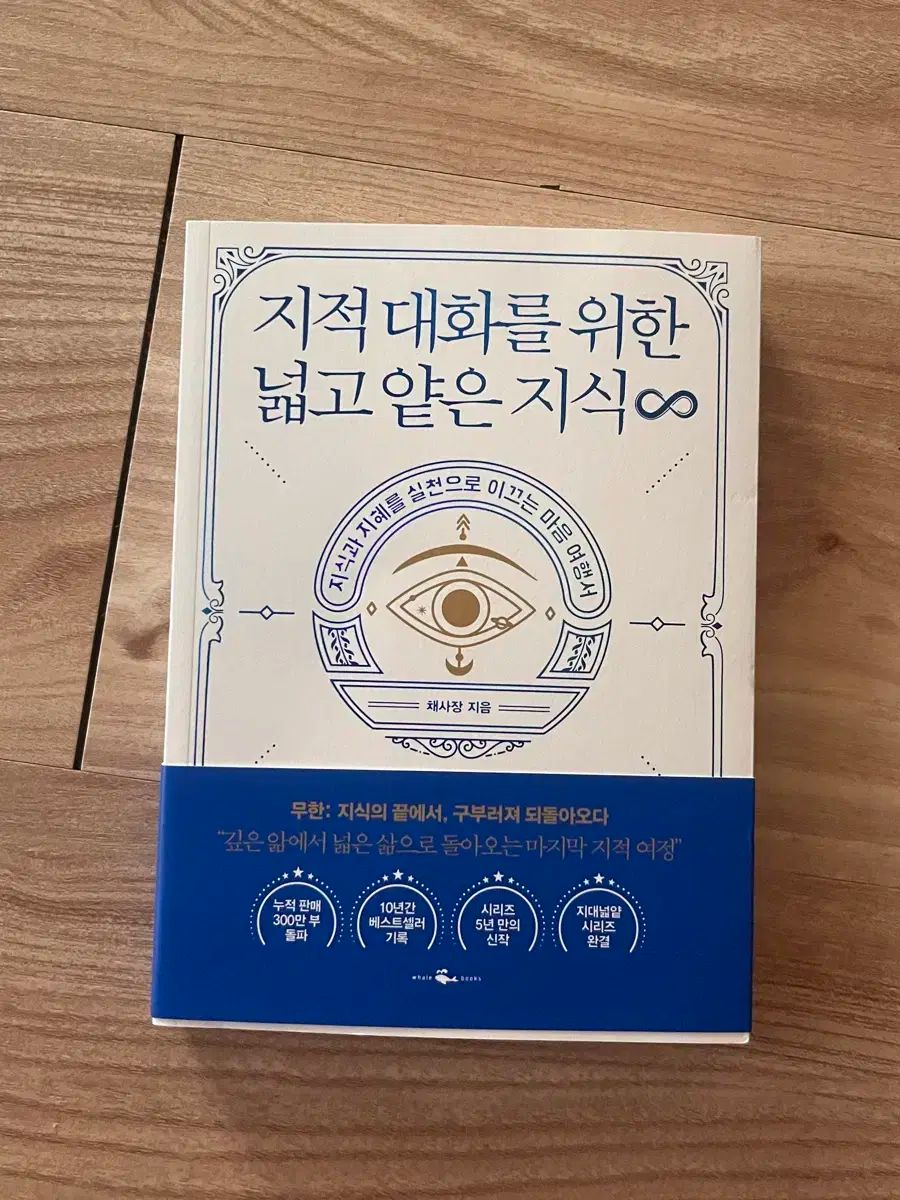 지적 대화를 위한
넓고 얕은 지식∞
지식과 지혜를 실천으로 이끄는 마음 여행서
채사장 지음
무한: 지식의 끝에서, 구부러져 되돌아오다
“깊은 앎에서 넓은 삶으로 돌아오는 마지막 지적 여정”
누적 판매
300만 부
돌파
10년간
베스트셀러
기록
시리즈
5년 만의
신작
지대넓얕
시리즈
완결
whale books